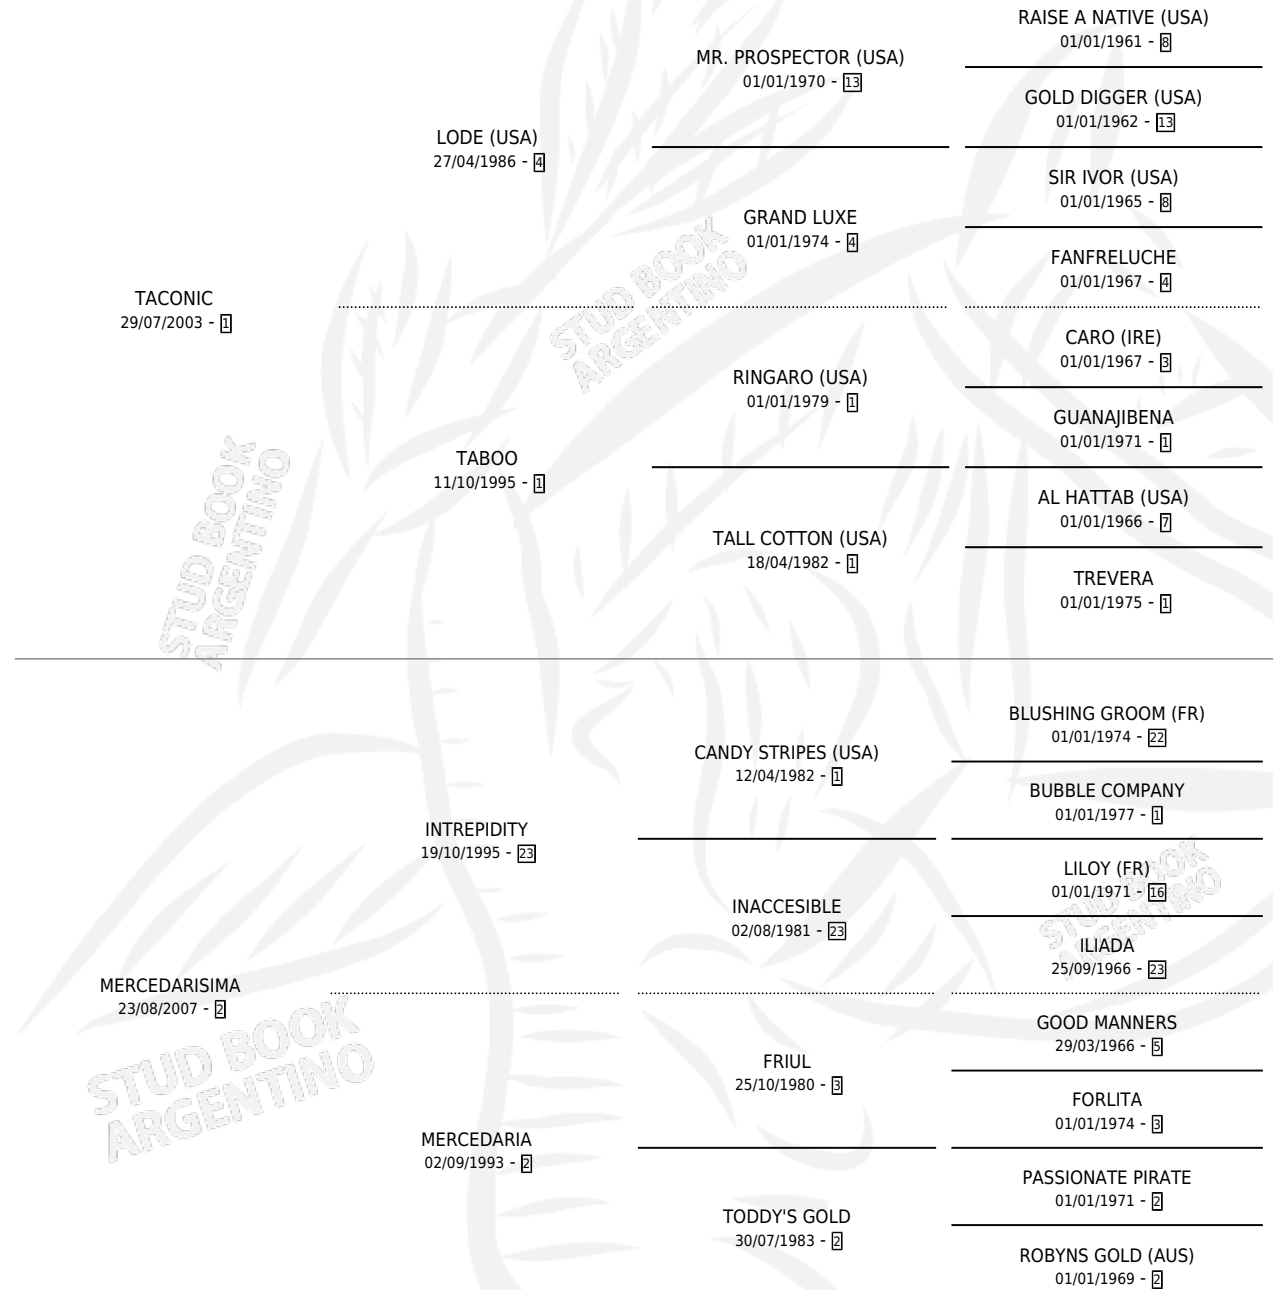 RAISE A NATIVE (USA)
01/01/1961 - 8
MR. PROSPECTOR (USA)
01/01/1970 - 13
GOLD DIGGER (USA)
01/01/1962 - 13
LODE (USA)
27/04/1986 - 4
SIR IVOR (USA)
01/01/1965 - 8
GRAND LUXE
01/01/1974 - 4
FANFRELUCHE
01/01/1967 - 4
TACONIC
29/07/2003 - 1
CARO (IRE)
01/01/1967 - 3
RINGARO (USA)
01/01/1979 - 1
GUANAJIBENA
01/01/1971 - 1
TABOO
11/10/1995 - 1
AL HATTAB (USA)
01/01/1966 - 7
TALL COTTON (USA)
18/04/1982 - 1
TREVERA
01/01/1975 - 1
STUD BOOK
ARGENTINO
STUD BOOK
ARGENTINO
BLUSHING GROOM (FR)
01/01/1974 - 22
CANDY STRIPES (USA)
12/04/1982 - 1
BUBBLE COMPANY
01/01/1977 - 1
INTREPIDITY
19/10/1995 - 23
LILOY (FR)
01/01/1971 - 16
INACCESIBLE
02/08/1981 - 23
ILIADA
25/09/1966 - 23
MERCEDARISIMA
23/08/2007 - 2
GOOD MANNERS
29/03/1966 - 5
FRIUL
25/10/1980 - 3
FORLITA
01/01/1974 - 3
MERCEDARIA
02/09/1993 - 2
PASSIONATE PIRATE
01/01/1971 - 2
TODDY'S GOLD
30/07/1983 - 2
ROBYNS GOLD (AUS)
01/01/1969 - 2
STUD BOOK
ARGENTINO
STUD BOOK
ARGENTINO